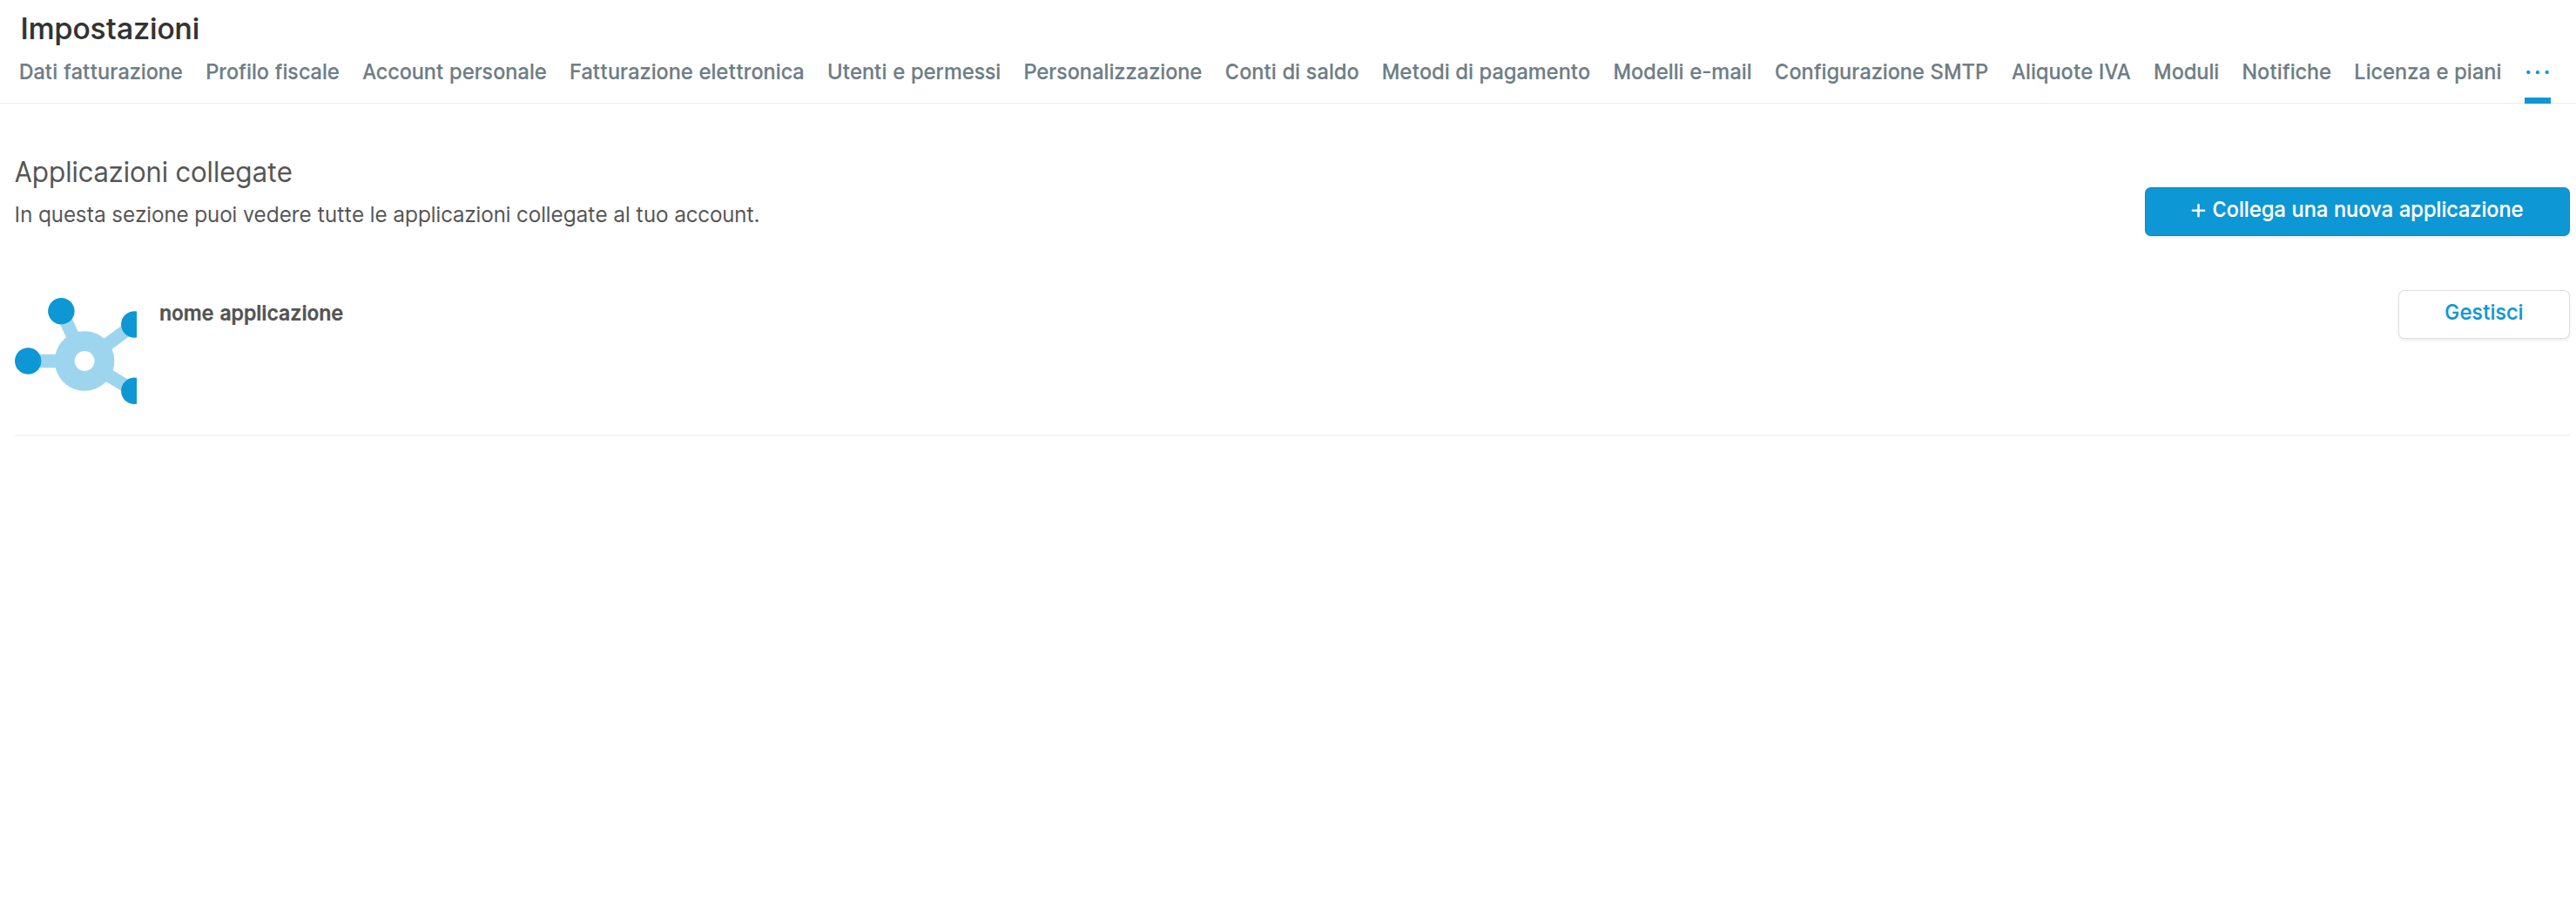 Impostazioni
Dati fatturazione Profilo fiscale Account personale Fatturazione elettronica Utenti e permessi Personalizzazione Conti di saldo Metodi di pagamento Modelli e-mail Configurazione SMTP Aliquote IVA Moduli Notifiche Licenza e piani ...
Applicazioni collegate
In questa sezione puoi vedere tutte le applicazioni collegate al tuo account.
+ Collega una nuova applicazione
nome applicazione
Gestisci